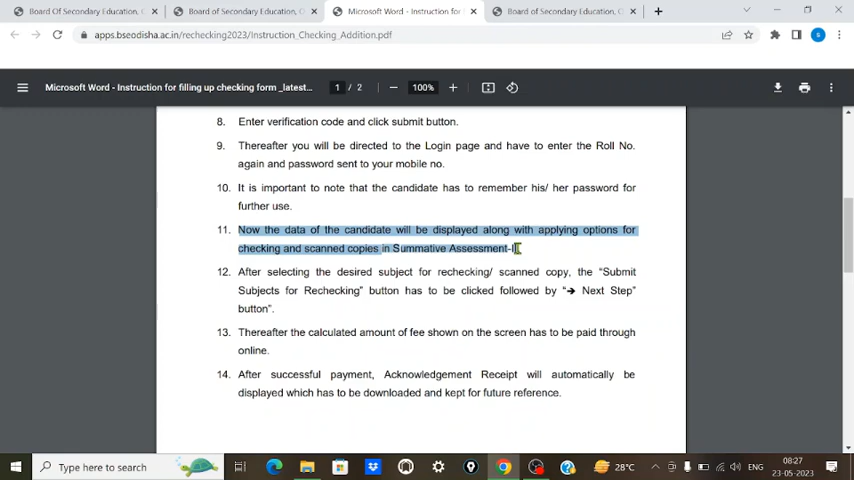 Board Of Secondary Education,
Board of Secondary Education, O
Microsoft Word - Instruction for
Board of Secondary Education, O
apps.bseodisha.ac.in/rechecking2023/Instruction_Checking_Addition.pdf
S
Microsoft Word - Instruction for filling up checking form _latest...
1 / 2
100%
8. Enter verification code and click submit button.
9. Thereafter you will be directed to the Login page and have to enter the Roll No.
again and password sent to your mobile no.
10. It is important to note that the candidate has to remember his/ her password for
further use.
11. Now the data of the candidate will be displayed along with applying options for
checking and scanned copies in Summative Assessment-II
12. After selecting the desired subject for rechecking/ scanned copy, the “Submit
Subjects for Rechecking” button has to be clicked followed by “➔ Next Step”
button”.
13. Thereafter the calculated amount of fee shown on the screen has to be paid through
online.
14. After successful payment, Acknowledgement Receipt will automatically be
displayed which has to be downloaded and kept for future reference.
Type here to search
28°C
ENG
08:27
23-05-2023